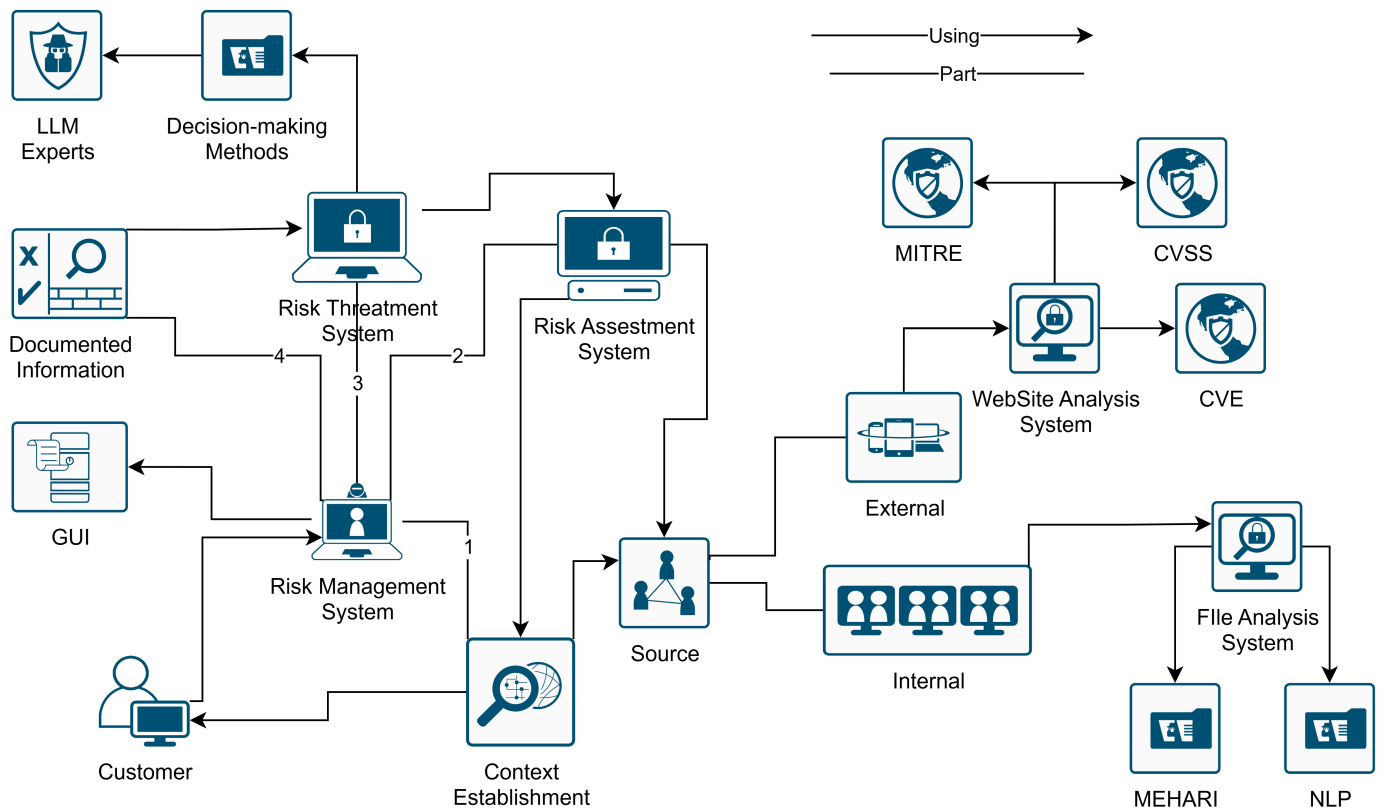 Using
Part
LLM
Experts
Decision-making
Methods
MITRE
CVSS
Risk Threatment
System
Risk Assestment
System
Documented
Information
4
2
3
WebSite Analysis
System
CVE
External
GUI
1
Risk Management
System
Source
Internal
FIle Analysis
System
Customer
Context
Establishment
MEHARI
NLP